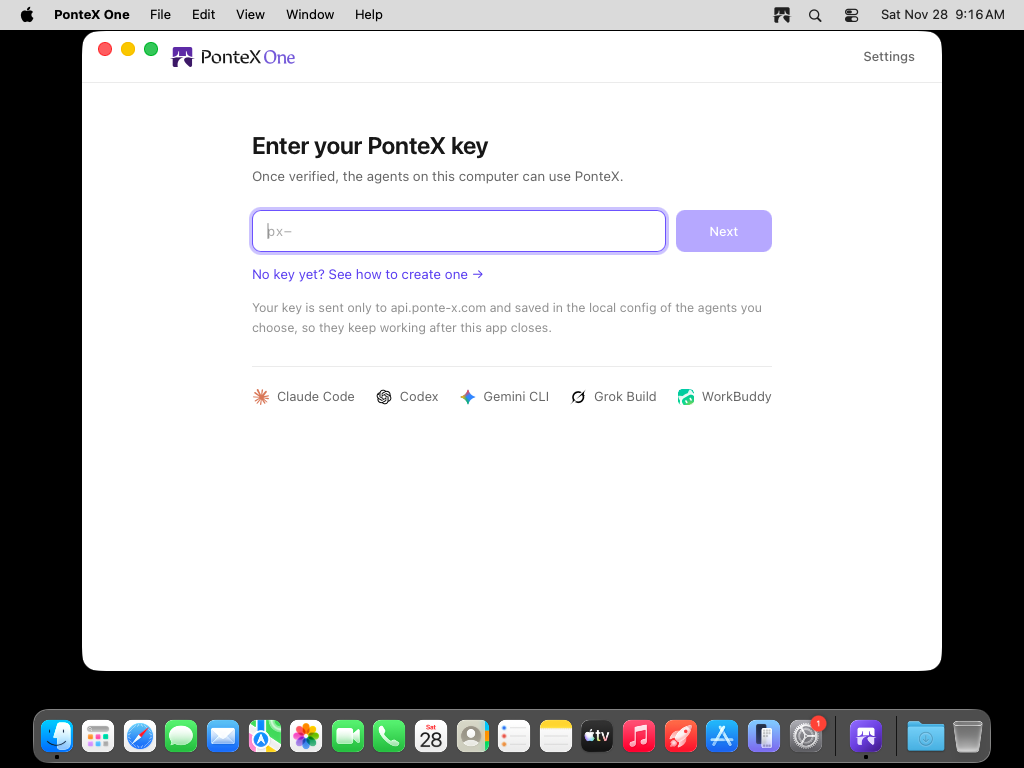 PonteX One File Edit View Window Help Sat Nov 28 9:16 AM
PonteX One Settings
Enter your PonteX key
Once verified, the agents on this computer can use PonteX.
px-
Next
No key yet? See how to create one →
Your key is sent only to api.ponte-x.com and saved in the local config of the agents you
choose, so they keep working after this app closes.
Claude Code Codex Gemini CLI Grok Build WorkBuddy
Sat
28
tv
1